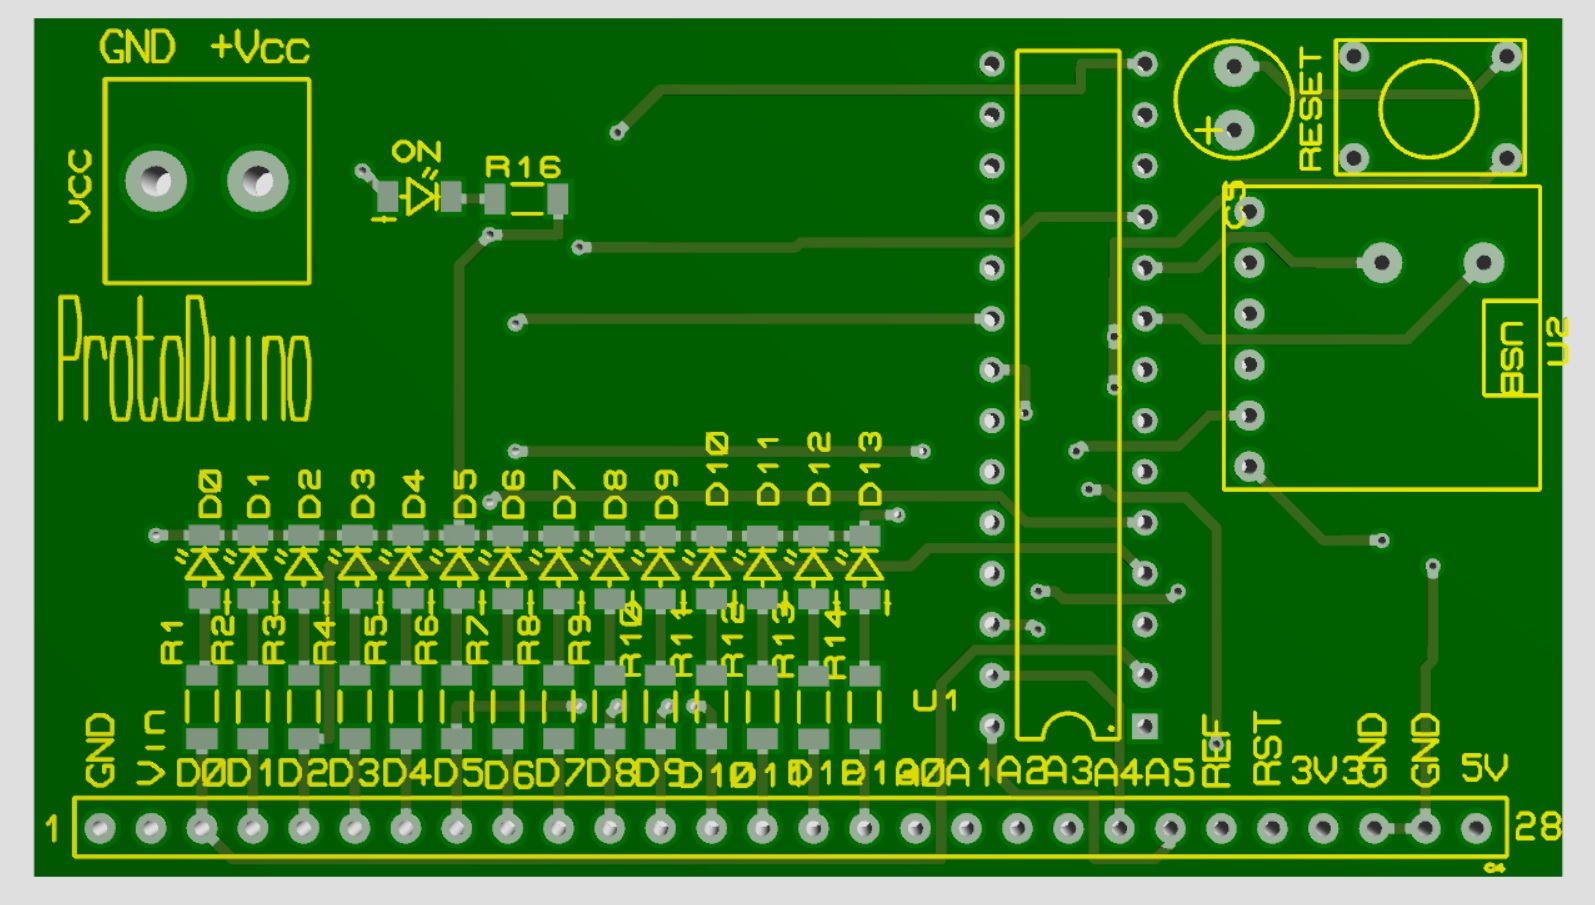 GND +Vcc
VCC
ON
R16
RESET
+
C5
USB
U2
ProtoDuino
D0 D1 D2 D3 D4 D5 D6 D7 D8 D9 D10 D11 D12 D13
R1 R2 R3 R4 R5 R6 R7 R8 R9 R10 R11 R12 R13 R14
U1
GND Vin D0 D1 D2 D3 D4 D5 D6 D7 D8 D9 D10 D11 D12 D13 A0 A1 A2 A3 A4 A5 REF RST 3V3 GND GND 5V
1 28